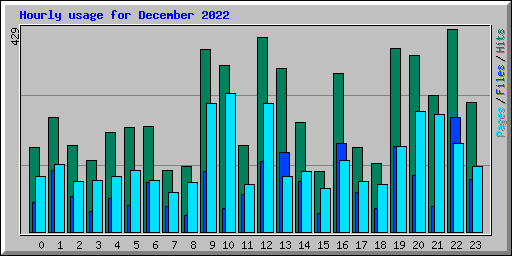 Hourly usage for December 2022
429
Pages / Files / Hits
0 1 2 3 4 5 6 7 8 9 10 11 12 13 14 15 16 17 18 19 20 21 22 23